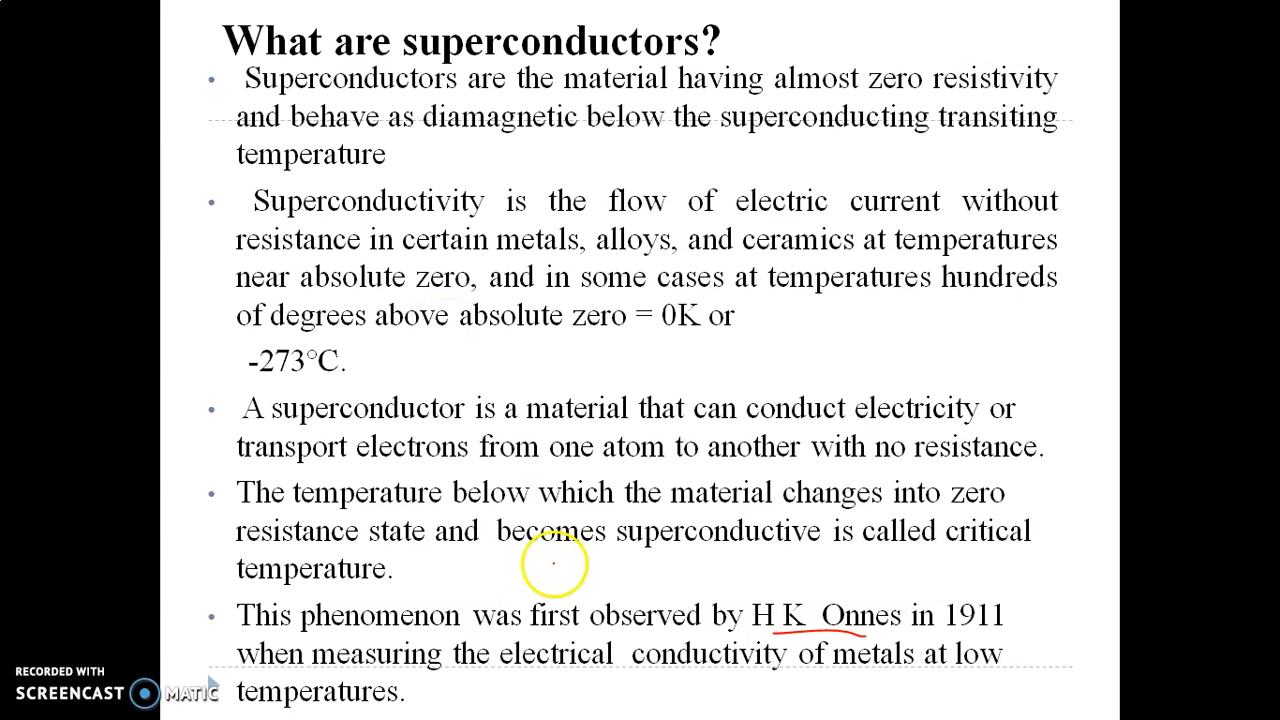 What are superconductors?
• Superconductors are the material having almost zero resistivity
and behave as diamagnetic below the superconducting transiting
temperature
• Superconductivity is the flow of electric current without
resistance in certain metals, alloys, and ceramics at temperatures
near absolute zero, and in some cases at temperatures hundreds
of degrees above absolute zero = 0K or
-273°C.
• A superconductor is a material that can conduct electricity or
transport electrons from one atom to another with no resistance.
• The temperature below which the material changes into zero
resistance state and becomes superconductive is called critical
temperature.
• This phenomenon was first observed by H K Onnes in 1911
when measuring the electrical conductivity of metals at low
temperatures.
RECORDED WITH
SCREENCAST MATIC